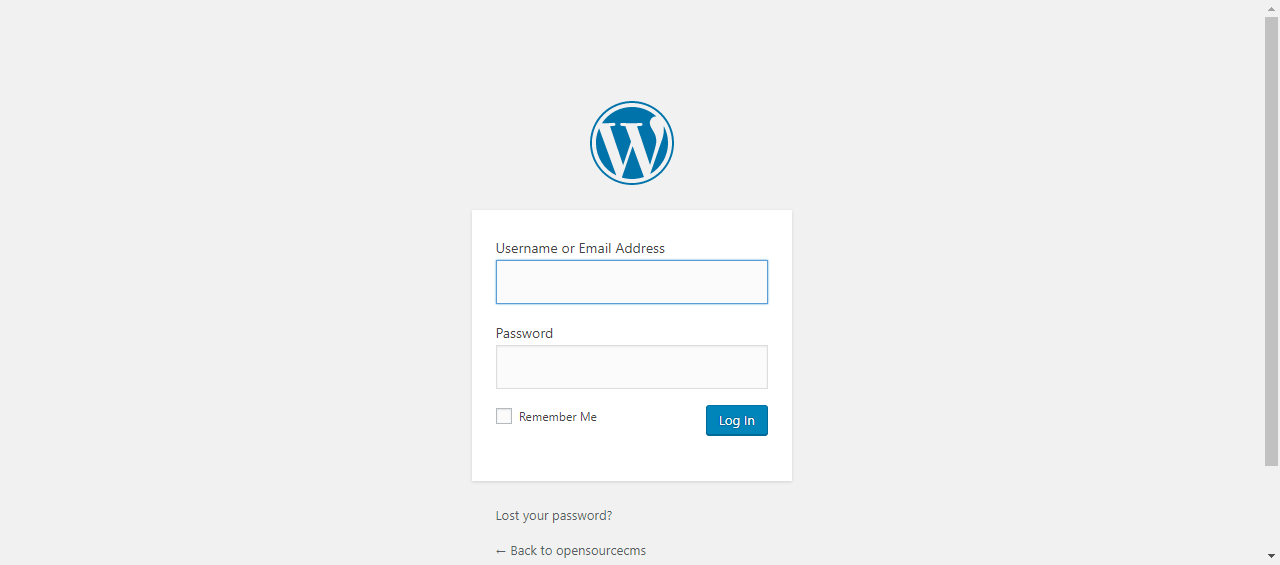 Username or Email Address
Password
Remember Me
Log In
Lost your password?
← Back to opensourcecms